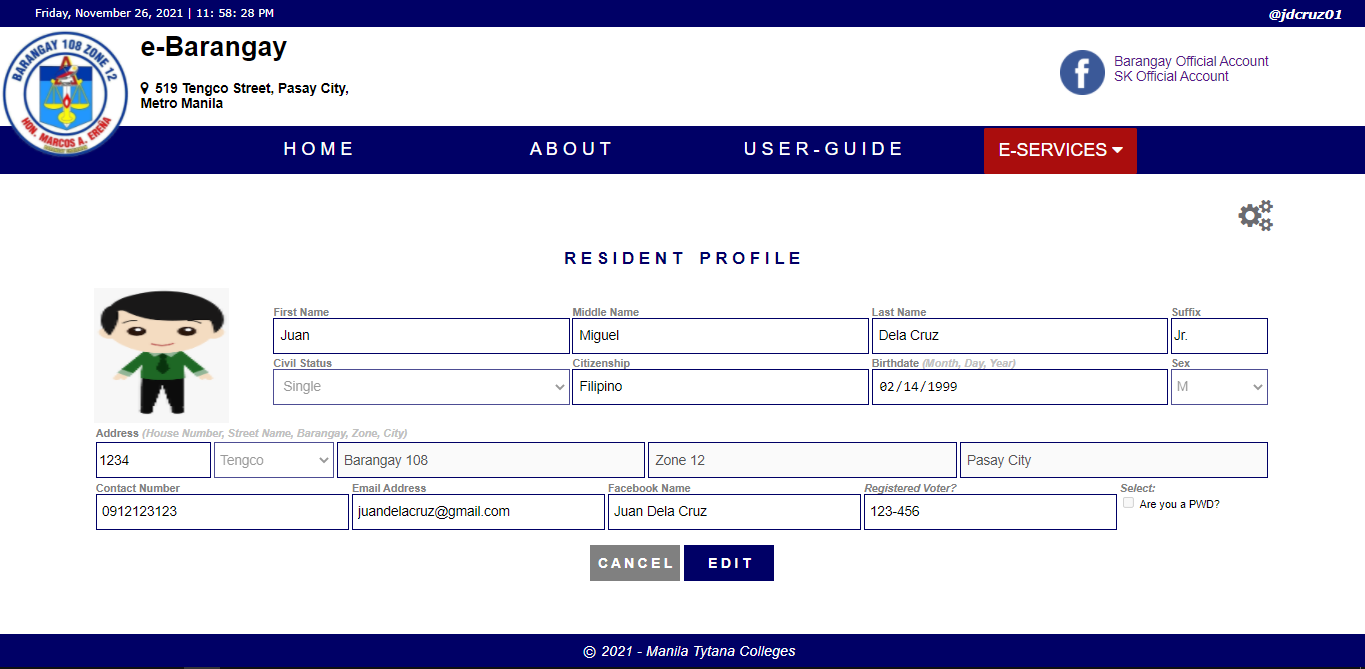 Friday, November 26, 2021 | 11: 58: 28 PM
@jdcruz01
BARANGAY 108 ZONE 12
HON. MARCOS A. EREÑA
e-Barangay
519 Tengco Street, Pasay City,
Metro Manila
Barangay Official Account
SK Official Account
HOME ABOUT USER-GUIDE E-SERVICES
RESIDENT PROFILE
First Name Middle Name Last Name Suffix
Juan Miguel Dela Cruz Jr.
Civil Status Citizenship Birthdate (Month, Day, Year) Sex
Single Filipino 02/14/1999 M
Address (House Number, Street Name, Barangay, Zone, City)
1234 Tengco Barangay 108 Zone 12 Pasay City
Contact Number Email Address Facebook Name Registered Voter? Select:
0912123123 juandelacruz@gmail.com Juan Dela Cruz 123-456 Are you a PWD?
CANCEL EDIT
© 2021 - Manila Tytana Colleges